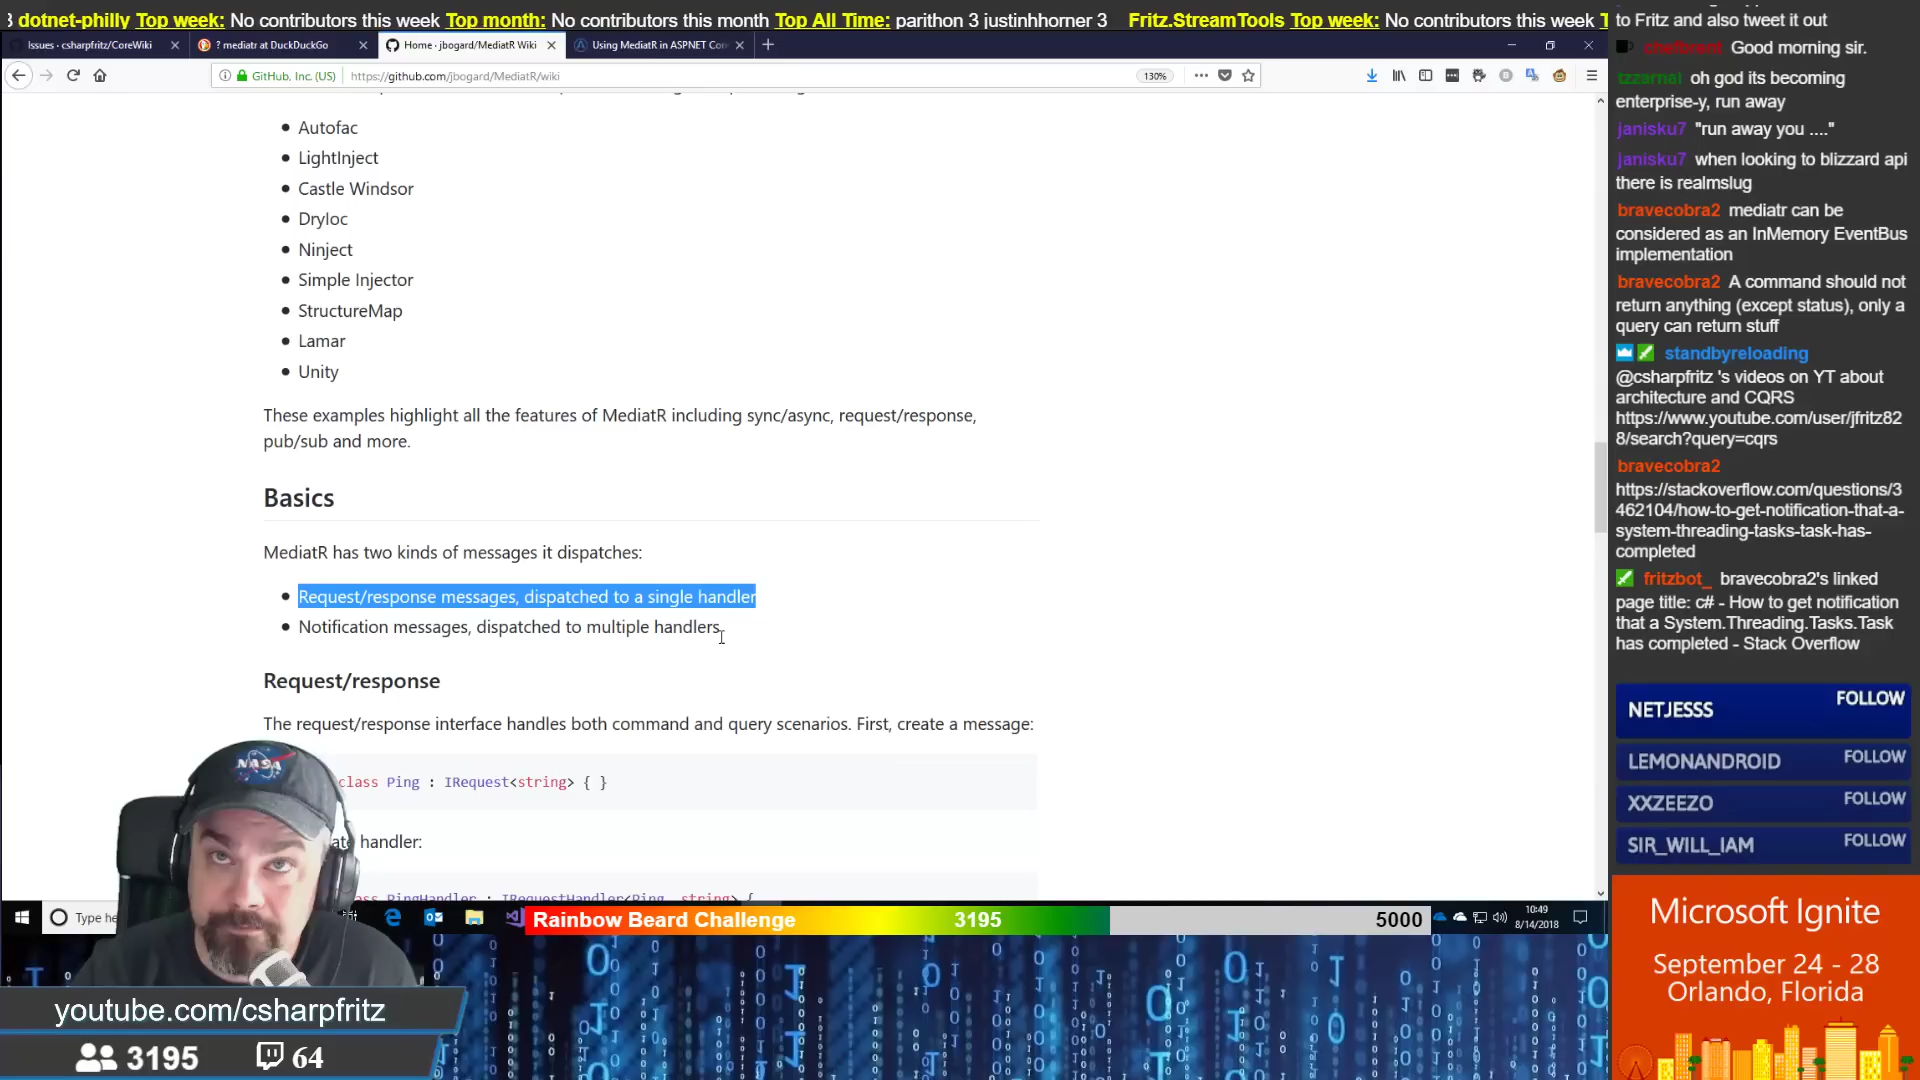 3 dotnet-philly Top week: No contributors this week Top month: No contributors this month Top All Time: parithon 3 justinhhorner 3 Fritz.StreamTools Top week: No contributors this week
Issues · csharpfritz/CoreWiki
? mediatr at DuckDuckGo
Home · jbogard/MediatR Wiki
Using MediatR in ASPNET Con
GitHub, Inc. (US)
https://github.com/jbogard/MediatR/wiki
130%
Autofac
LightInject
Castle Windsor
DryIoc
Ninject
Simple Injector
StructureMap
Lamar
Unity
These examples highlight all the features of MediatR including sync/async, request/response,
pub/sub and more.
Basics
MediatR has two kinds of messages it dispatches:
Request/response messages, dispatched to a single handler
Notification messages, dispatched to multiple handlers
Request/response
The request/response interface handles both command and query scenarios. First, create a message:
class Ping : IRequest<string> { }
handler:
PingHandler : IRequestHandler<Ping, string> {
NASA
Type he
Rainbow Beard Challenge
3195
5000
10:49
8/14/2018
youtube.com/csharpfritz
3195
64
to Fritz and also tweet it out
cheforent Good morning sir.
tzzarnai oh god its becoming
enterprise-y, run away
janisku7 "run away you ...."
janisku7 when looking to blizzard api
there is realmslug
bravecobra2 mediatr can be
considered as an InMemory EventBus
implementation
bravecobra2 A command should not
return anything (except status), only a
query can return stuff
standbyreloading
@csharpfritz 's videos on YT about
architecture and CQRS
https://www.youtube.com/user/jfritz82
8/search?query=cqrs
bravecobra2
https://stackoverflow.com/questions/3
462104/how-to-get-notification-that-a-
system-threading-tasks-task-has-
completed
fritzbot_ bravecobra2's linked
page title: c# - How to get notification
that a System.Threading.Tasks.Task
has completed - Stack Overflow
NETJESSS FOLLOW
LEMONANDROID FOLLOW
XXZEEZO FOLLOW
SIR_WILL_IAM FOLLOW
Microsoft Ignite
September 24 - 28
Orlando, Florida